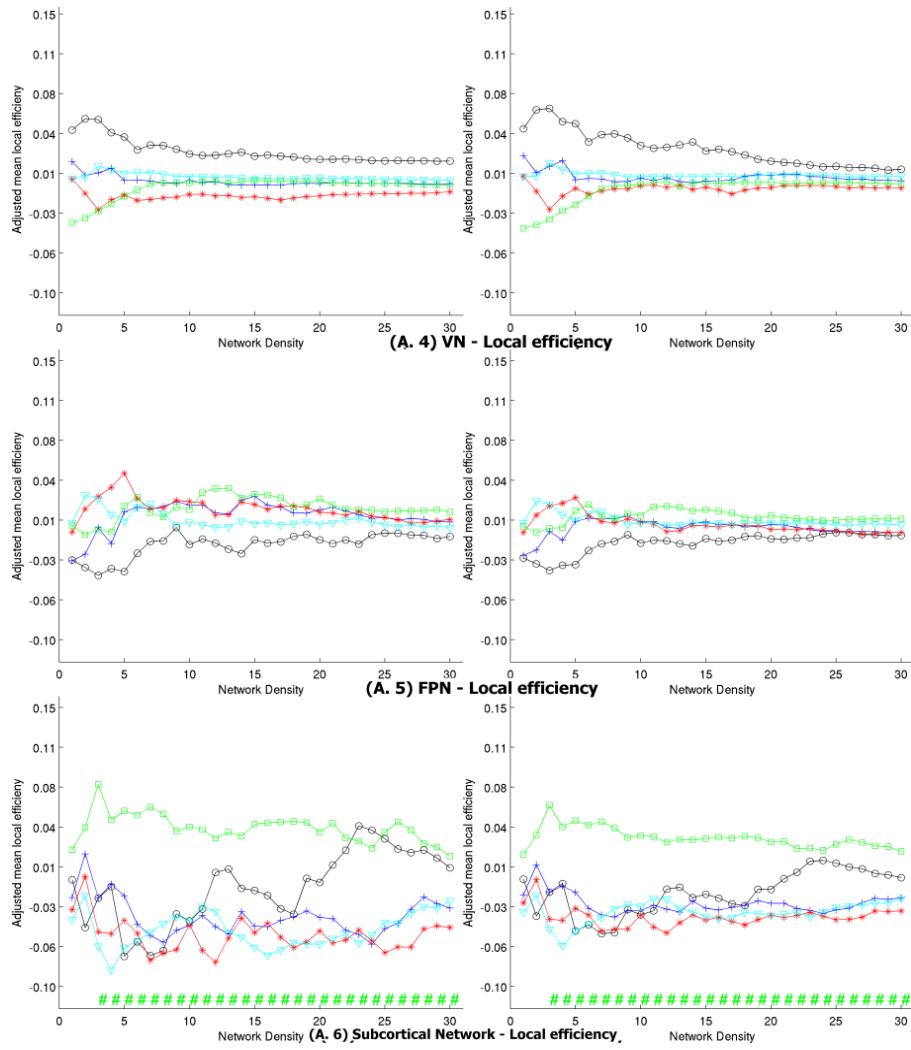 0.15 0.15
0.11 0.11
0.08 0.08
Adjusted mean local efficieny Adjusted mean local efficieny
0.04 0.04
0.01 0.01
-0.03 -0.03
-0.06 -0.06
-0.10 -0.10
0 5 10 15 20 25 30 0 5 10 15 20 25 30
Network Density Network Density
(A. 4) VN - Local efficiency
0.15 0.15
0.11 0.11
0.08 0.08
Adjusted mean local efficieny Adjusted mean local efficieny
0.04 0.04
0.01 0.01
-0.03 -0.03
-0.06 -0.06
-0.10 -0.10
0 5 10 15 20 25 30 0 5 10 15 20 25 30
Network Density Network Density
(A. 5) FPN - Local efficiency
0.15 0.15
0.11 0.11
0.08 0.08
Adjusted mean local efficieny Adjusted mean local efficieny
0.04 0.04
0.01 0.01
-0.03 -0.03
-0.06 -0.06
-0.10 -0.10
# # # # # # # # # # # # # # # # # # # # # # # # # # # # # # # # # # # # # # # # # # # # # # # # # # # # # #
0 5 10 15 20 25 30 0 5 10 15 20 25 30
Network Density Network Density
(A. 6) Subcortical Network - Local efficiency